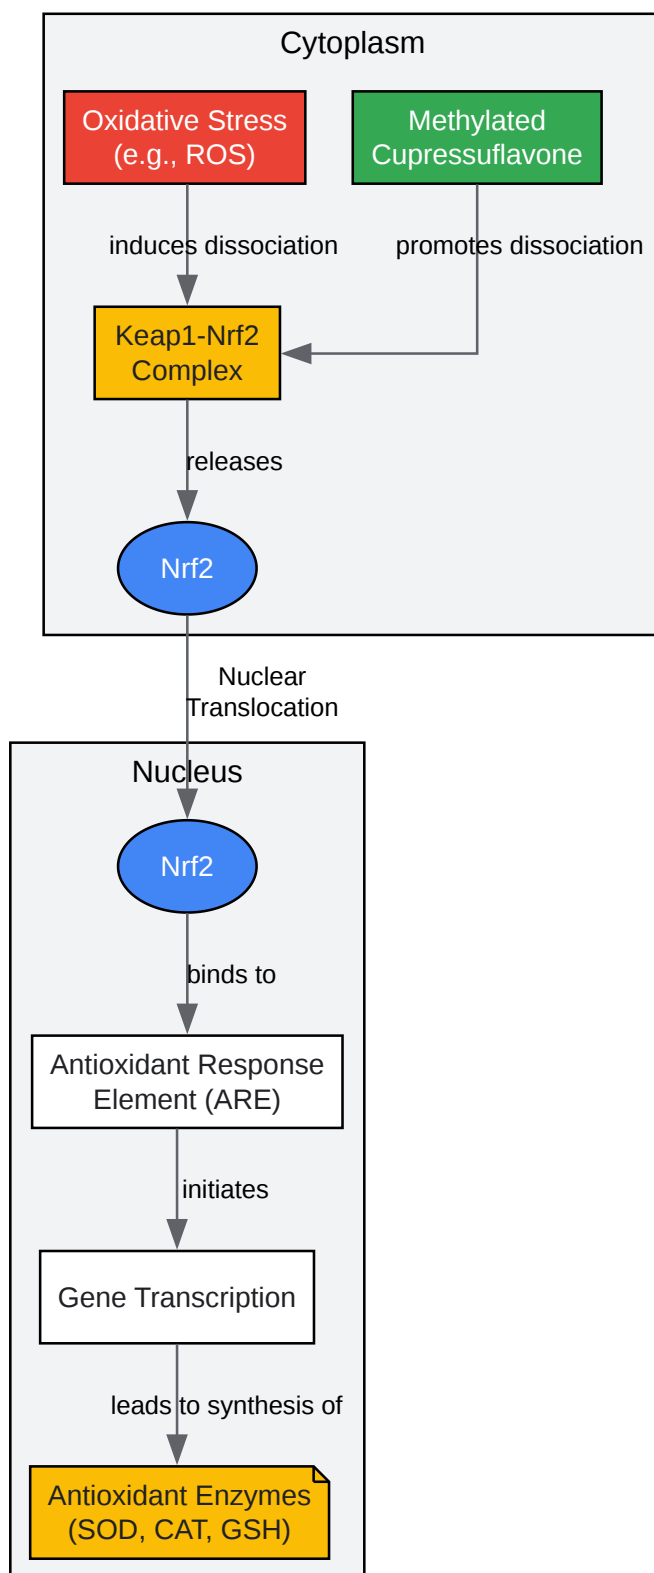 Cytoplasm
Oxidative Stress
(e.g., ROS)
Methylated
Cupressuflavone
induces dissociation
promotes dissociation
Keap1-Nrf2
Complex
releases
Nrf2
Nuclear
Translocation
Nucleus
Nrf2
binds to
Antioxidant Response
Element (ARE)
initiates
Gene Transcription
leads to synthesis of
Antioxidant Enzymes
(SOD, CAT, GSH)